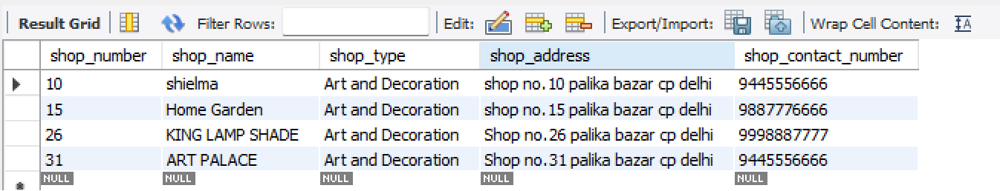 Result Grid Filter Rows: Edit: Export/Import: Wrap Cell Content: IA
shop_number shop_name shop_type shop_address shop_contact_number
10 shielma Art and Decoration shop no.10 palika bazar cp delhi 9445556666
15 Home Garden Art and Decoration shop no.15 palika bazar cp delhi 9887776666
26 KING LAMP SHADE Art and Decoration Shop no.26 palika bazar cp delhi 9998887777
31 ART PALACE Art and Decoration Shop no.31 palika bazar cp delhi 9445556666
NULL NULL NULL NULL NULL